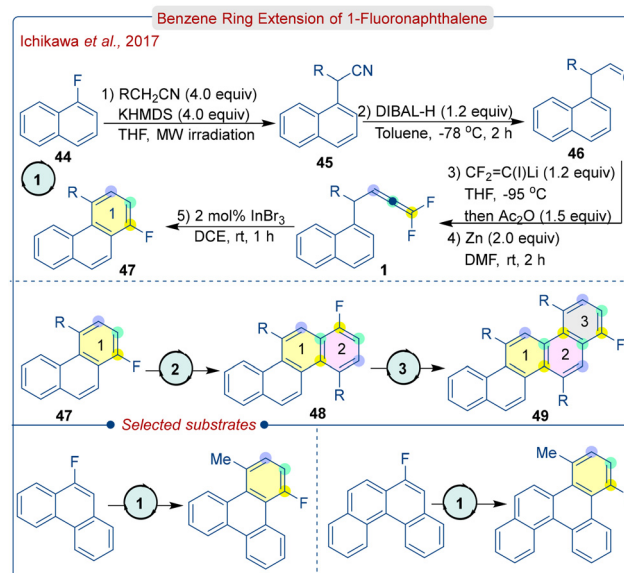 Benzene Ring Extension of 1-Fluoronaphthalene
Ichikawa et al., 2017
F
44
1) RCH2CN (4.0 equiv)
KHMDS (4.0 equiv)
THF, MW irradiation
R
CN
45
2) DIBAL-H (1.2 equiv)
Toluene, -78 °C, 2 h
R
46
1
R
1
F
47
5) 2 mol% InBr3
DCE, rt, 1 h
R
F
F
1
3) CF2=C(I)Li (1.2 equiv)
THF, -95 °C
then Ac2O (1.5 equiv)
4) Zn (2.0 equiv)
DMF, rt, 2 h
R
1
F
47
2
F
R
1
2
R
48
3
R
3
F
R
1
2
R
49
Selected substrates
F
1
Me
F
F
1
Me